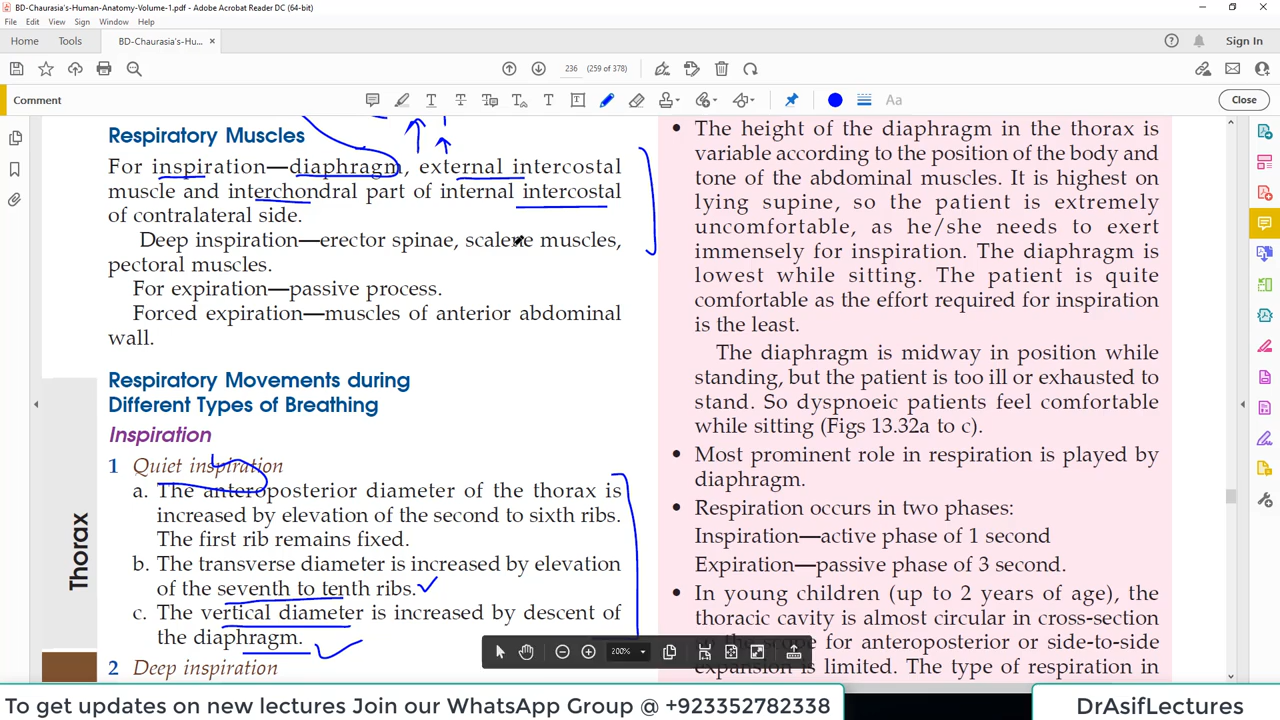 BD-Chaurasia's-Human-Anatomy-Volume-1.pdf - Adobe Acrobat Reader DC (64-bit)
File Edit View Sign Window Help
Home Tools BD-Chaurasia's-Hu... ×
Sign In
236 (259 of 378)
Comment
Aa
Close
Respiratory Muscles
For inspiration—diaphragm, external intercostal
muscle and interchondral part of internal intercostal
of contralateral side.
Deep inspiration—erector spinae, scalene muscles,
pectoral muscles.
For expiration—passive process.
Forced expiration—muscles of anterior abdominal
wall.
Respiratory Movements during
Different Types of Breathing
Inspiration
1 Quiet inspiration
a. The anteroposterior diameter of the thorax is
increased by elevation of the second to sixth ribs.
The first rib remains fixed.
b. The transverse diameter is increased by elevation
of the seventh to tenth ribs.
c. The vertical diameter is increased by descent of
the diaphragm.
2 Deep inspiration
Thorax
• The height of the diaphragm in the thorax is
variable according to the position of the body and
tone of the abdominal muscles. It is highest on
lying supine, so the patient is extremely
uncomfortable, as he/she needs to exert
immensely for inspiration. The diaphragm is
lowest while sitting. The patient is quite
comfortable as the effort required for inspiration
is the least.
The diaphragm is midway in position while
standing, but the patient is too ill or exhausted to
stand. So dyspnoeic patients feel comfortable
while sitting (Figs 13.32a to c).
• Most prominent role in respiration is played by
diaphragm.
• Respiration occurs in two phases:
Inspiration—active phase of 1 second
Expiration—passive phase of 3 second.
• In young children (up to 2 years of age), the
thoracic cavity is almost circular in cross-section
scope for anteroposterior or side-to-side
expansion is limited. The type of respiration in
200%
To get updates on new lectures Join our WhatsApp Group @ +923352782338
DrAsifLectures